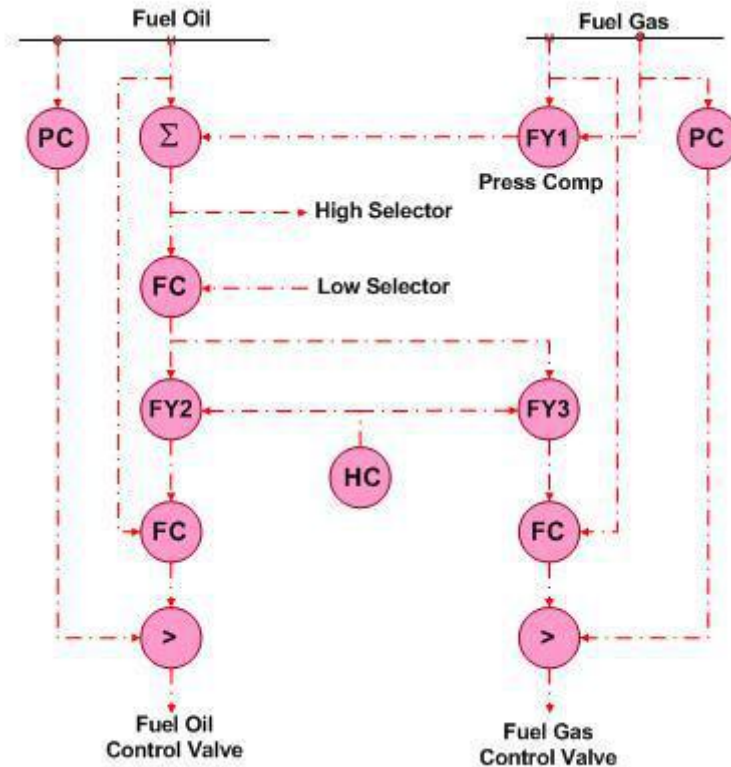 Fuel Oil
Fuel Gas
PC
Σ
FY1
PC
Press Comp
High Selector
FC
Low Selector
FY2
FY3
HC
FC
FC
>
>
Fuel Oil
Control Valve
Fuel Gas
Control Valve